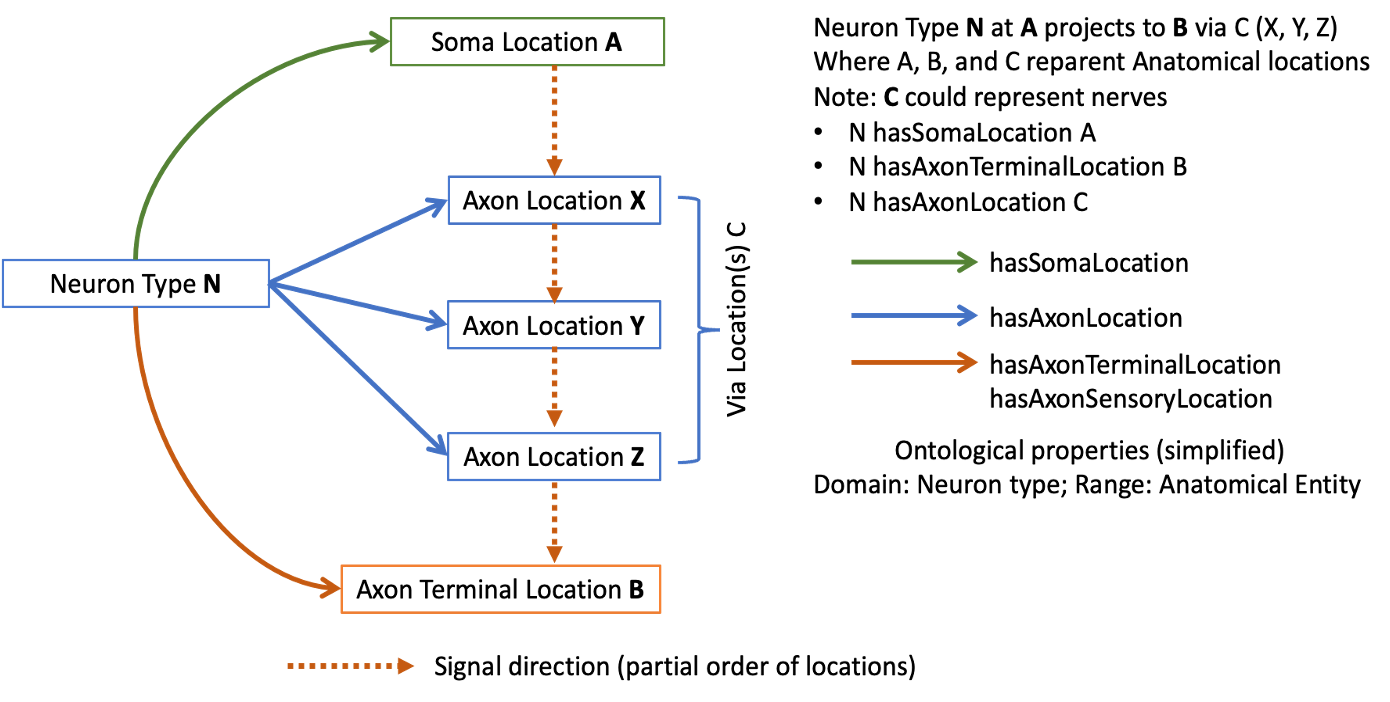 Soma Location A
Axon Location X
Neuron Type N
Axon Location Y
Axon Location Z
Axon Terminal Location B
Via Location(s) C
Signal direction (partial order of locations)
Neuron Type N at A projects to B via C (X, Y, Z)
Where A, B, and C reparent Anatomical locations
Note: C could represent nerves
• N hasSomaLocation A
• N hasAxonTerminalLocation B
• N hasAxonLocation C
hasSomaLocation
hasAxonLocation
hasAxonTerminalLocation
hasAxonSensoryLocation
Ontological properties (simplified)
Domain: Neuron type; Range: Anatomical Entity